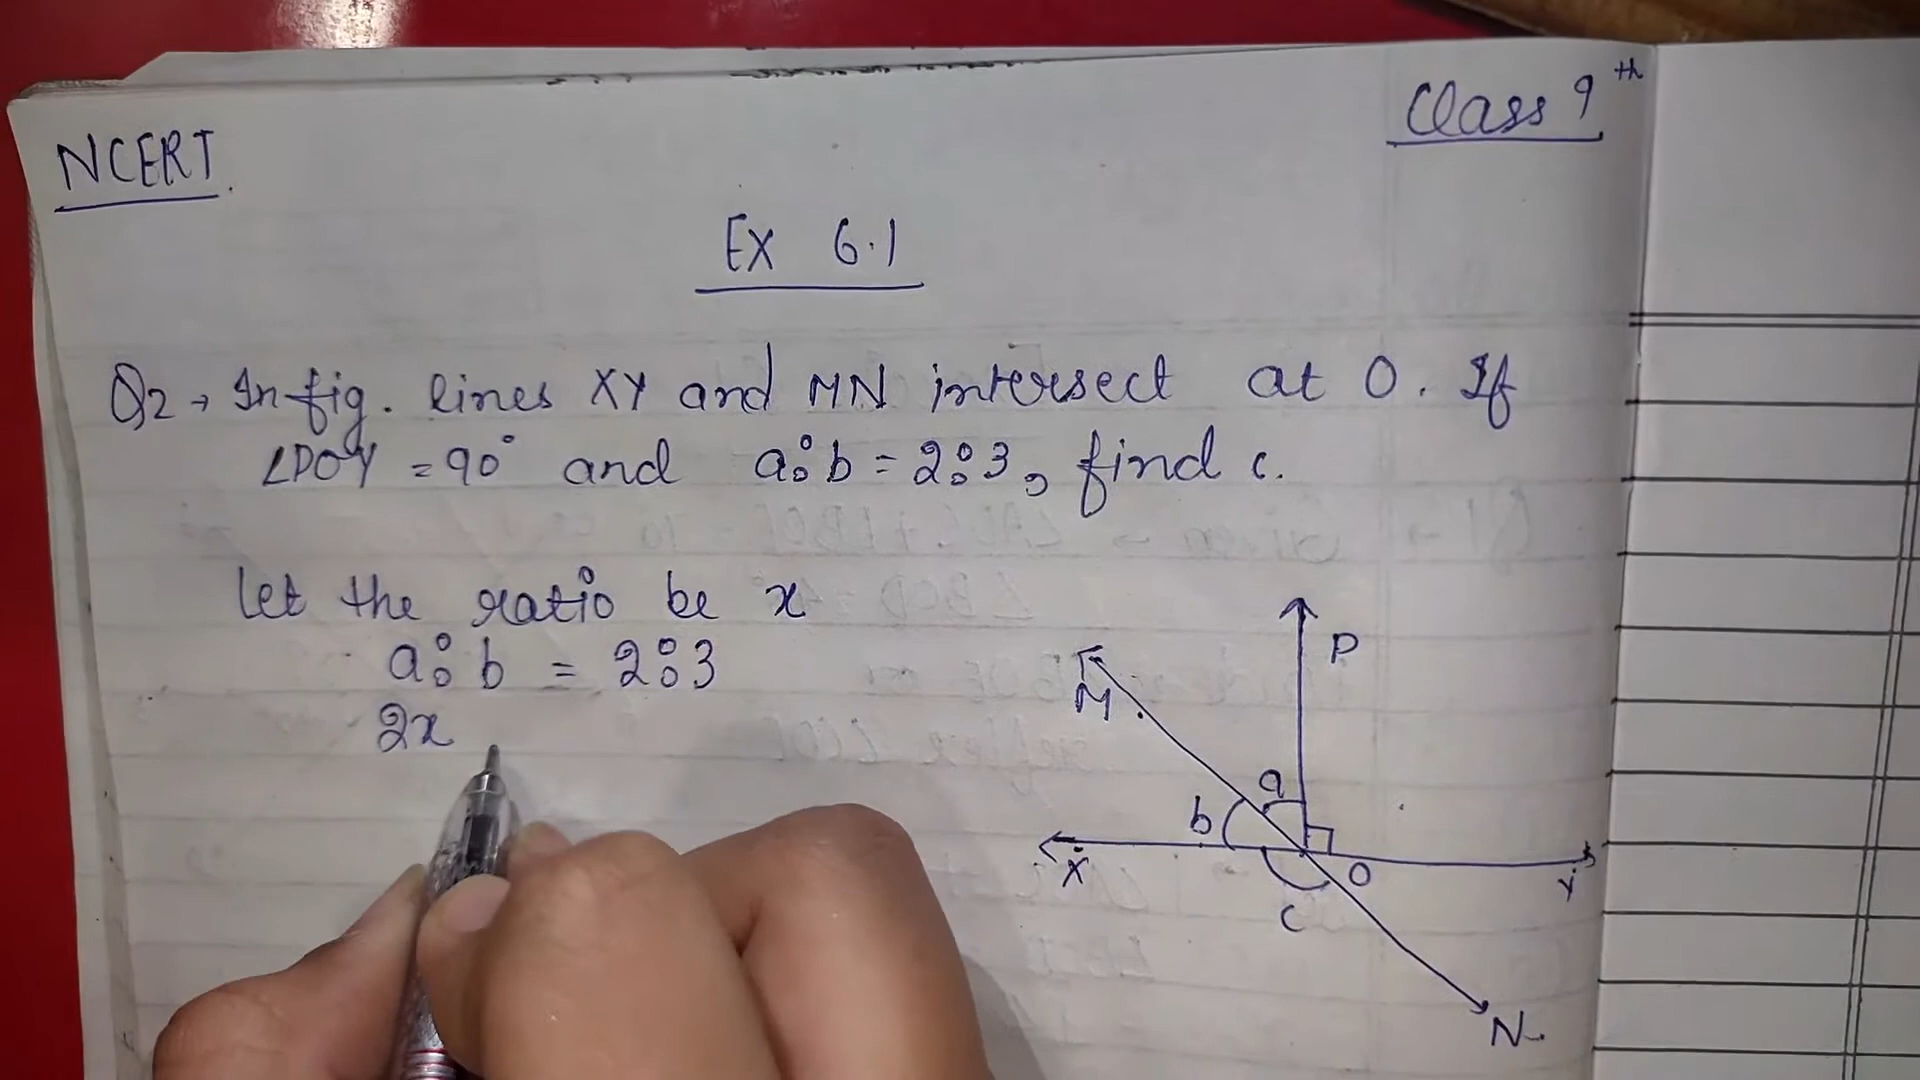 NCERT.
Class 9th
Ex 6.1
Q2 → In fig. lines XY and MN intersect at O. If
∠POY = 90° and a:b = 2:3, find c.
let the ratio be x
a:b = 2:3
2x
P
M
a
b
X
O
Y
C
N